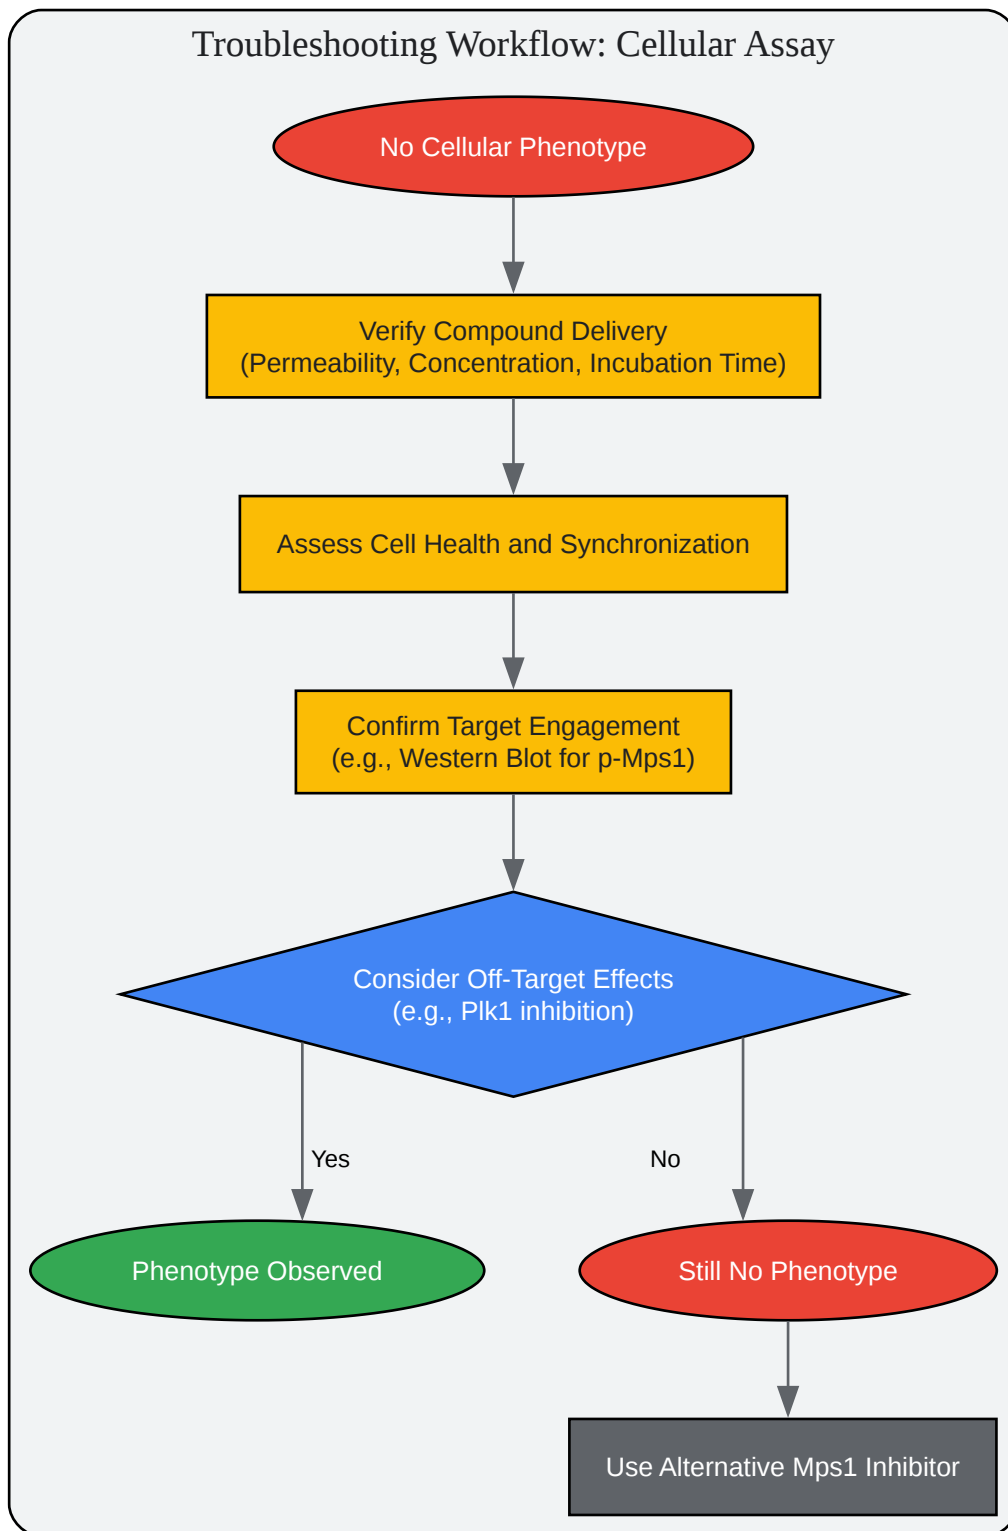 Troubleshooting Workflow: Cellular Assay
No Cellular Phenotype
Verify Compound Delivery
(Permeability, Concentration, Incubation Time)
Assess Cell Health and Synchronization
Confirm Target Engagement
(e.g., Western Blot for p-Mps1)
Consider Off-Target Effects
(e.g., Plk1 inhibition)
Yes
No
Phenotype Observed
Still No Phenotype
Use Alternative Mps1 Inhibitor